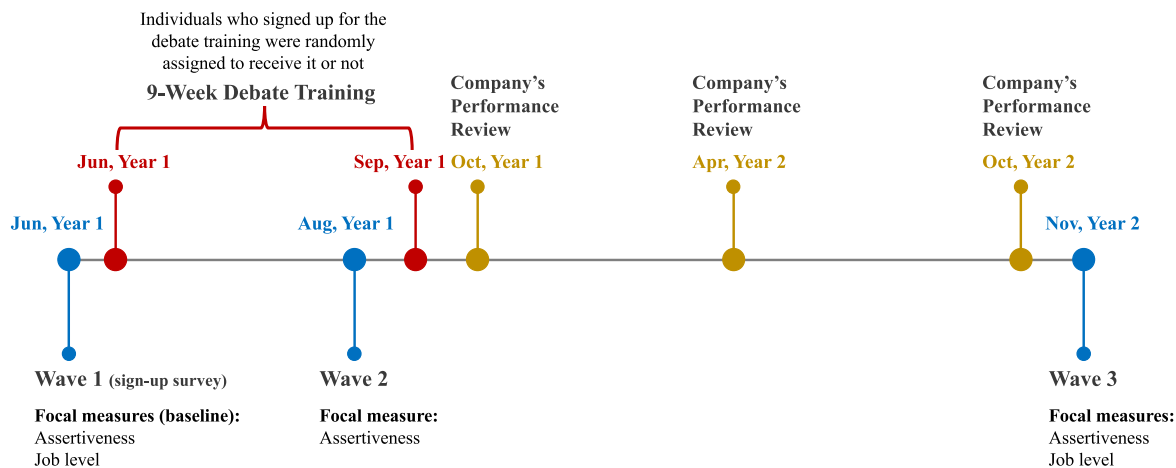 Individuals who signed up for the
debate training were randomly
assigned to receive it or not
9-Week Debate Training
Company's
Performance
Review
Company's
Performance
Review
Company's
Performance
Review
Jun, Year 1
Sep, Year 1
Oct, Year 1
Apr, Year 2
Oct, Year 2
Jun, Year 1
Aug, Year 1
Nov, Year 2
Wave 1 (sign-up survey)
Focal measures (baseline):
Assertiveness
Job level
Wave 2
Focal measure:
Assertiveness
Wave 3
Focal measures:
Assertiveness
Job level